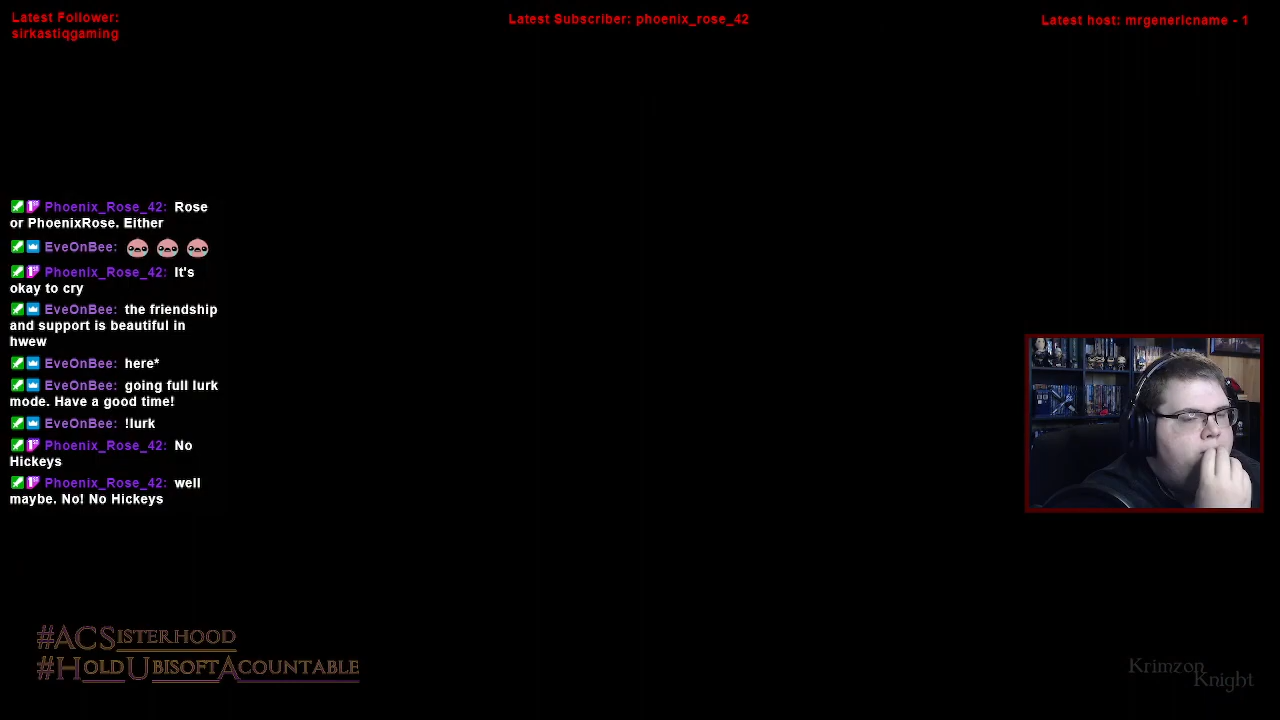 Latest Follower:
sirkastiqgaming
Latest Subscriber: phoenix_rose_42
Latest host: mrgenericname - 1
Phoenix_Rose_42: Rose
or PhoenixRose. Either
EveOnBee:
Phoenix_Rose_42: It's
okay to cry
EveOnBee: the friendship
and support is beautiful in
hwew
EveOnBee: here*
EveOnBee: going full lurk
mode. Have a good time!
EveOnBee: !lurk
Phoenix_Rose_42: No
Hickeys
Phoenix_Rose_42: well
maybe. No! No Hickeys
#ACSisterhood
#HoldUbisoftAcountable
Krimzon
Knight